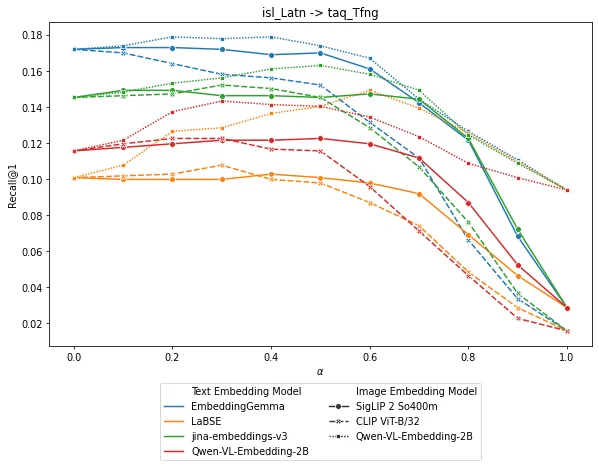 isl_Latn -> taq_Tfng
Recall@1
0.18
0.16
0.14
0.12
0.10
0.08
0.06
0.04
0.02
0.0 0.2 0.4 0.6 0.8 1.0
α
Text Embedding Model Image Embedding Model
EmbeddingGemma SigLIP 2 So400m
LaBSE CLIP ViT-B/32
jina-embeddings-v3 Qwen-VL-Embedding-2B
Qwen-VL-Embedding-2B